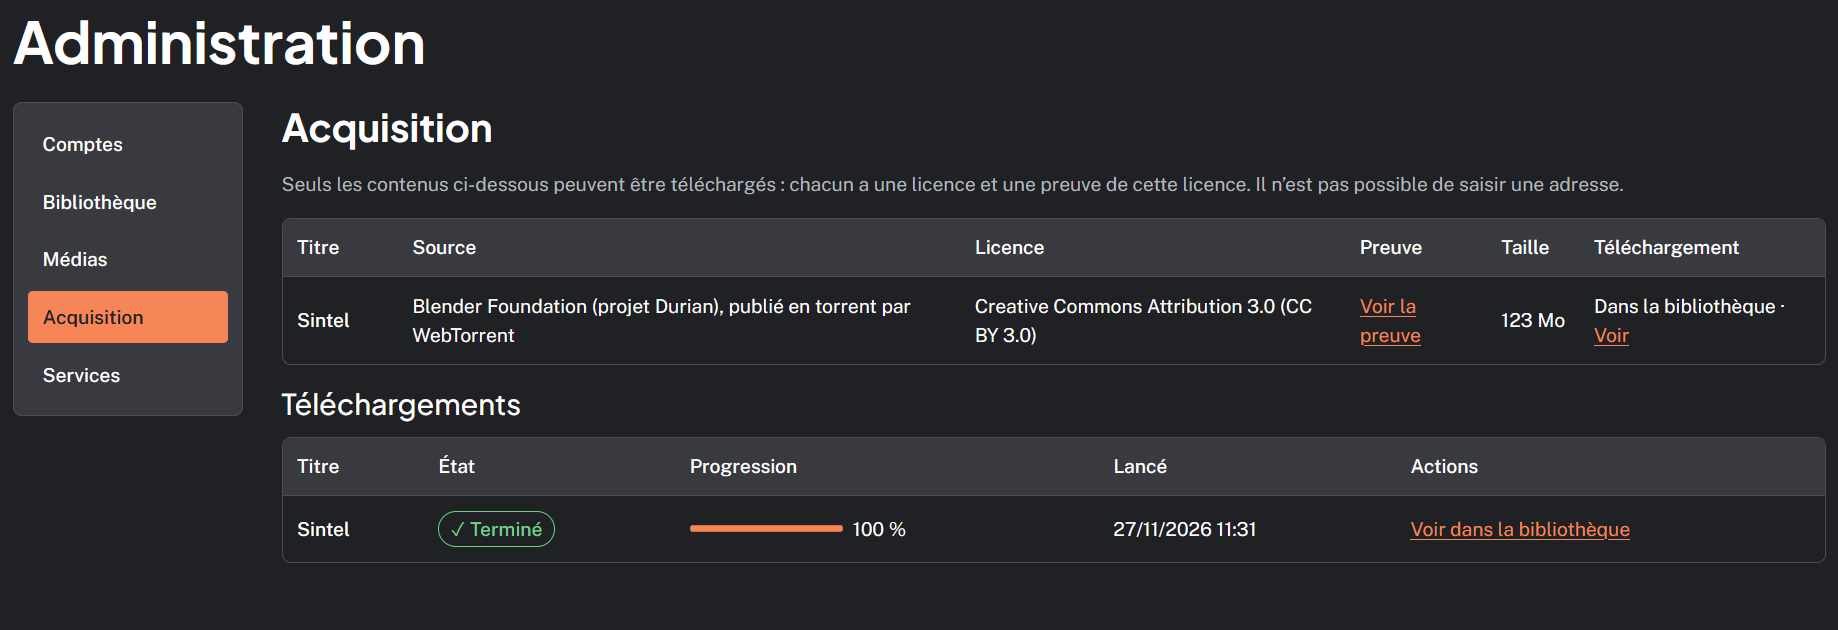 Administration
Comptes
Bibliothèque
Médias
Acquisition
Services
Acquisition
Seuls les contenus ci-dessous peuvent être téléchargés : chacun a une licence et une preuve de cette licence. Il n’est pas possible de saisir une adresse.
Titre Source Licence Preuve Taille Téléchargement
Sintel Blender Foundation (projet Durian), publié en torrent par WebTorrent Creative Commons Attribution 3.0 (CC BY 3.0) Voir la preuve 123 Mo Dans la bibliothèque · Voir
Téléchargements
Titre État Progression Lancé Actions
Sintel ✓ Terminé 100 % 27/11/2026 11:31 Voir dans la bibliothèque